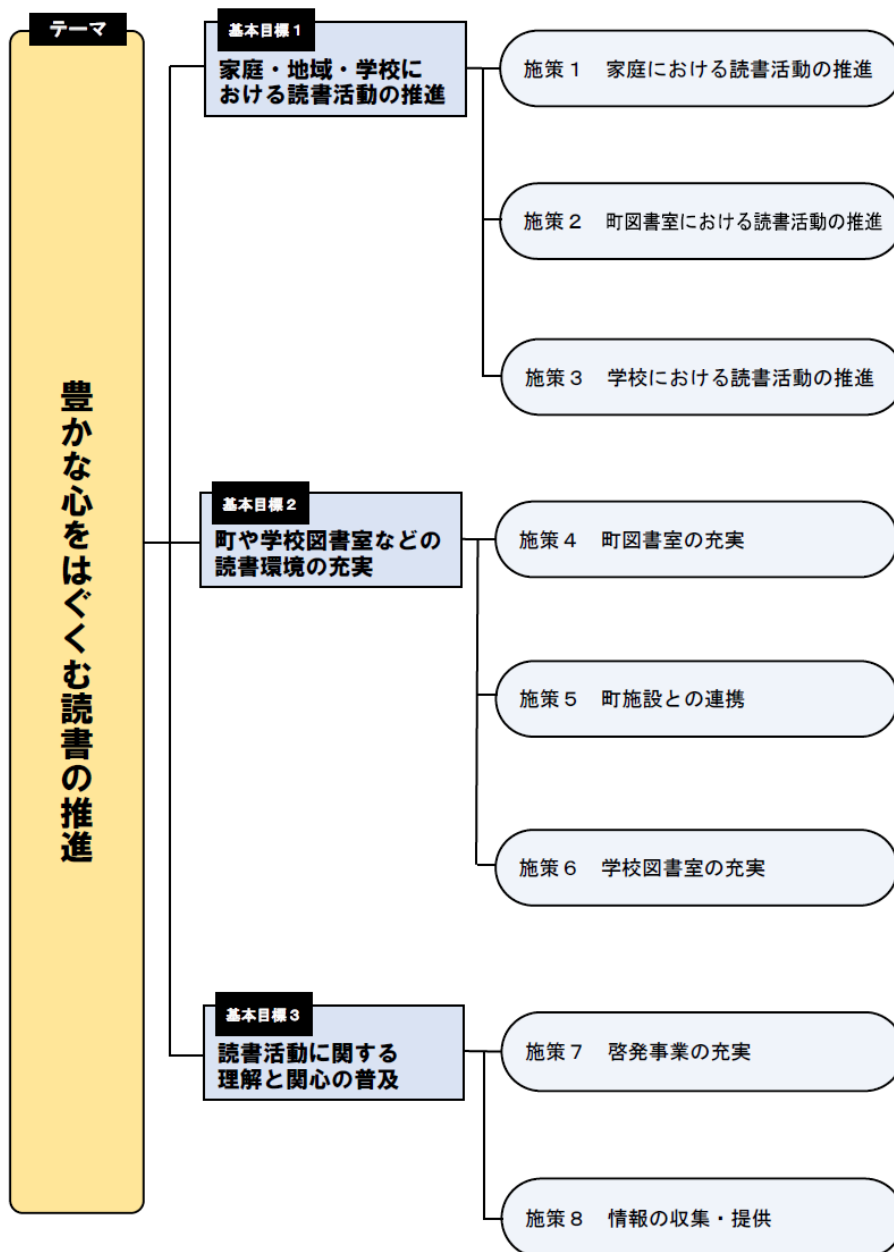 テーマ
豊かな心をはぐくむ読書の推進
基本目標1
家庭・地域・学校に
おける読書活動の推進
施策1　家庭における読書活動の推進
施策2　町図書室における読書活動の推進
施策3　学校における読書活動の推進
基本目標2
町や学校図書室などの
読書環境の充実
施策4　町図書室の充実
施策5　町施設との連携
施策6　学校図書室の充実
基本目標3
読書活動に関する
理解と関心の普及
施策7　啓発事業の充実
施策8　情報の収集・提供